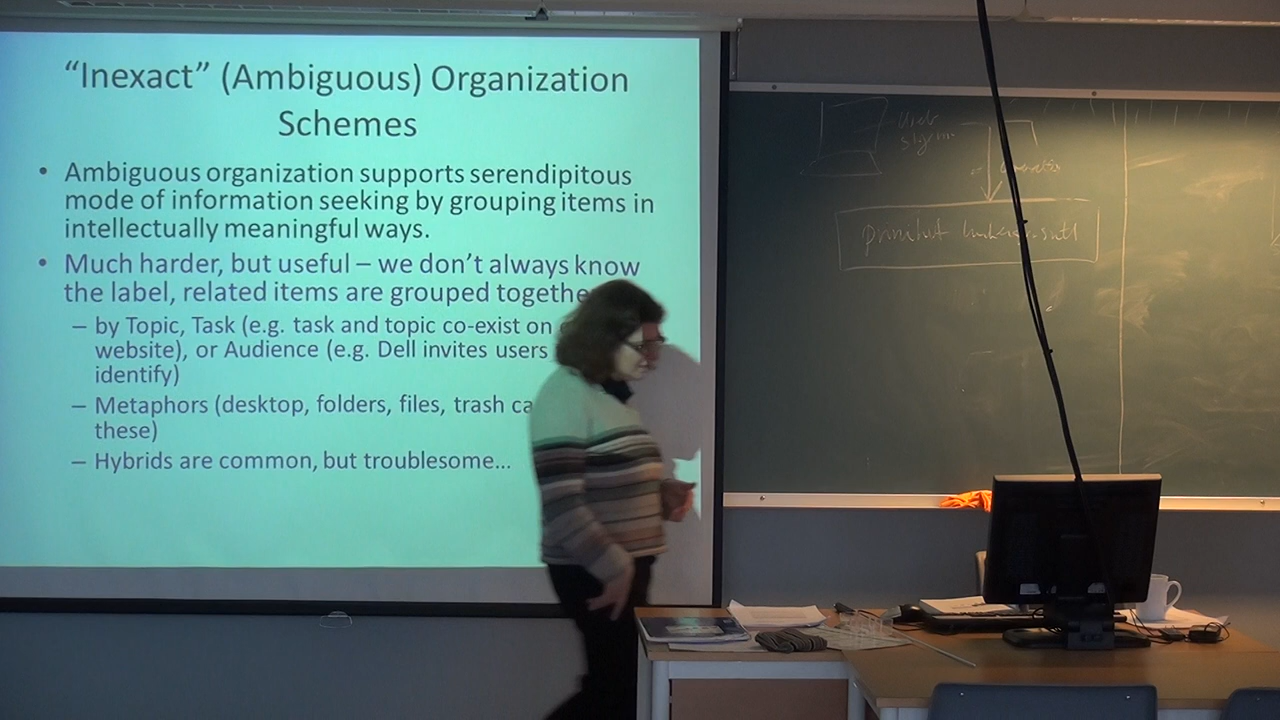 “Inexact” (Ambiguous) Organization
Schemes
• Ambiguous organization supports serendipitous
mode of information seeking by grouping items in
intellectually meaningful ways.
• Much harder, but useful – we don’t always know
the label, related items are grouped
– by Topic, Task (e.g. task and topic co-exist on
website), or Audience (e.g. Dell invites users
identify)
– Metaphors (desktop, folders, files, trash
these)
– Hybrids are common, but troublesome...